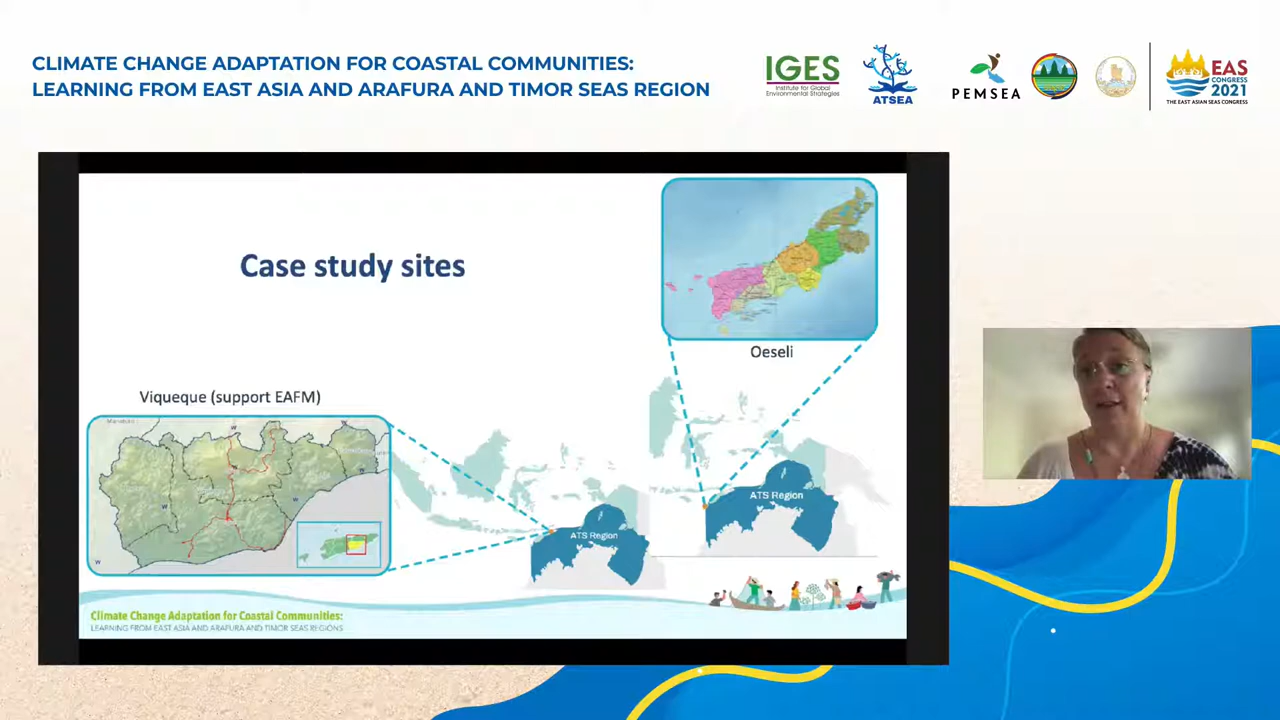 CLIMATE CHANGE ADAPTATION FOR COASTAL COMMUNITIES:
LEARNING FROM EAST ASIA AND ARAFURA AND TIMOR SEAS REGION
IGES
Institute for Global
Environmental Strategies
ATSEA
PEMSEA
EAS
CONGRESS
2021
THE EAST ASIAN SEAS CONGRESS
Case study sites
Oeseli
Viqueque (support EAFM)
W
W
W
W
W
W
ATS Region
ATS Region
Climate Change Adaptation for Coastal Communities:
LEARNING FROM EAST ASIA AND ARAFURA AND TIMOR SEAS REGIONS